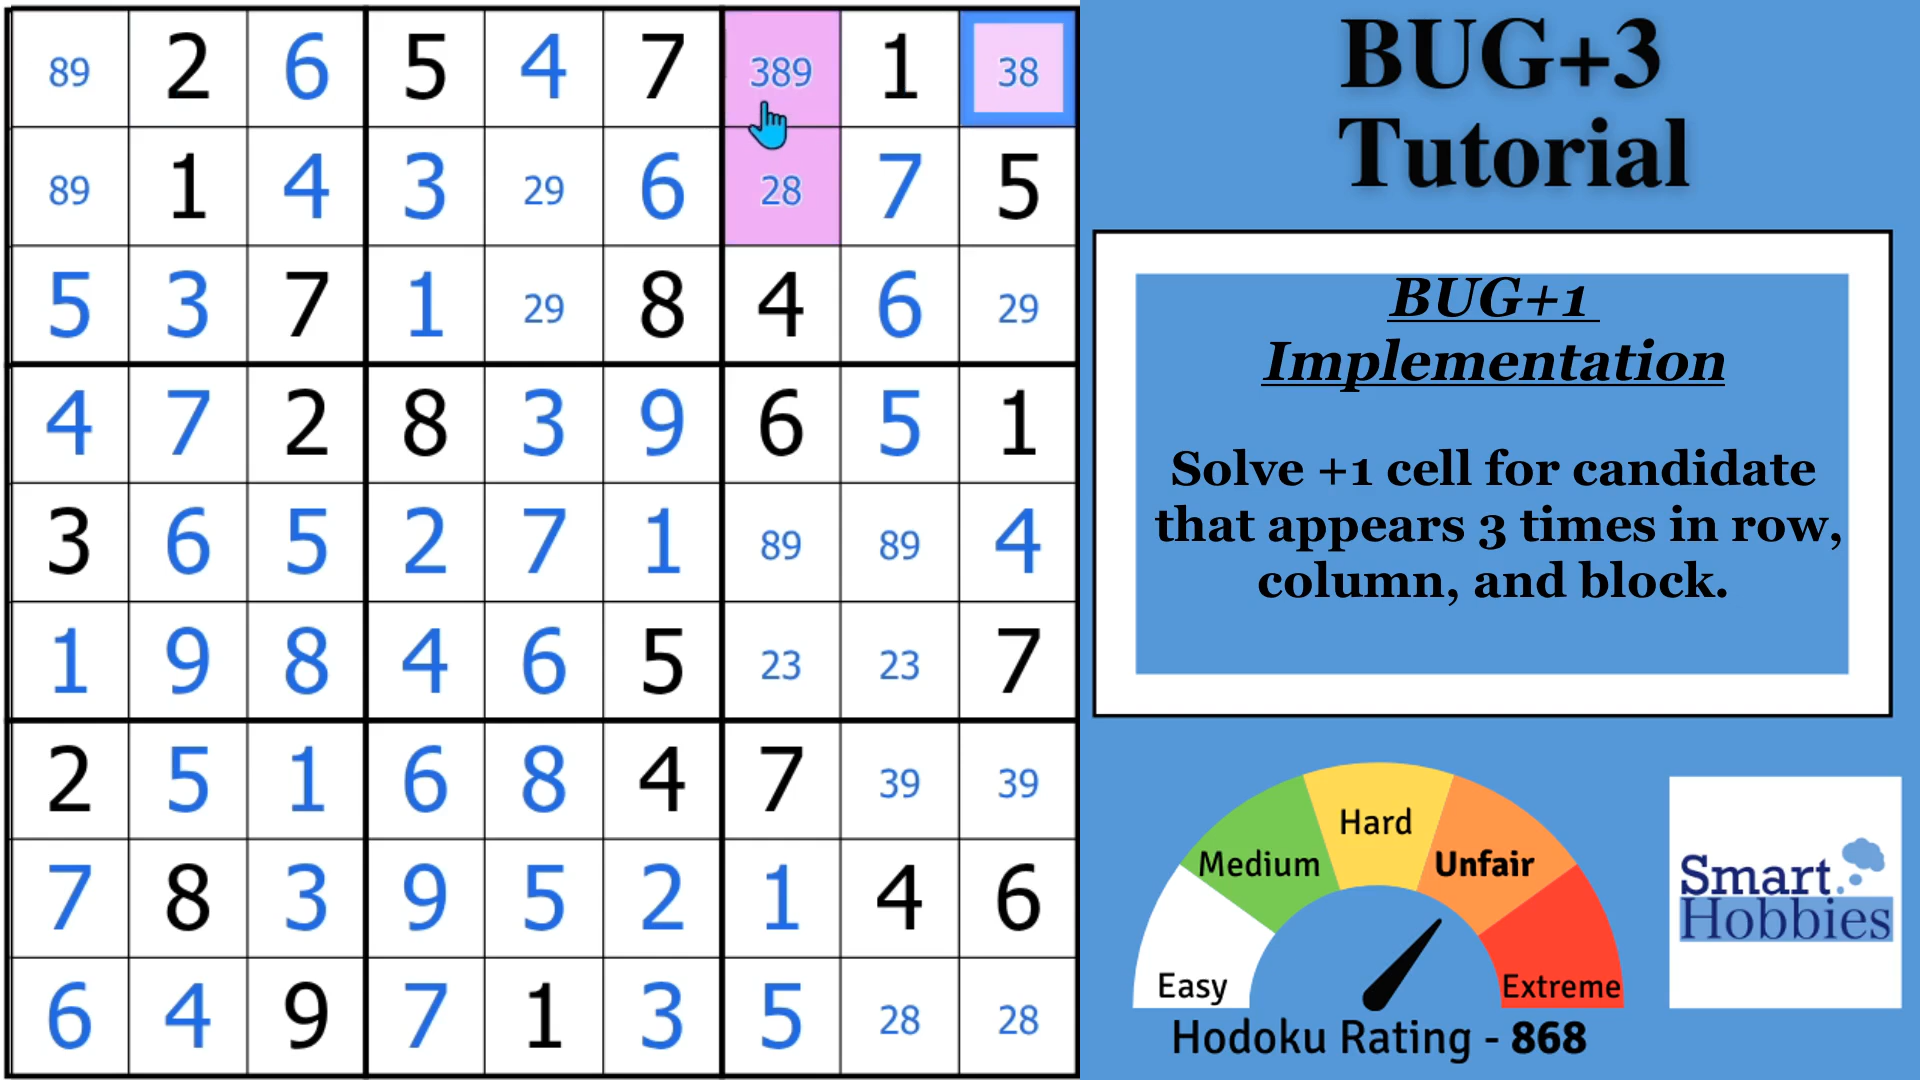 89 2 6 5 4 7 389 1 38
89 1 4 3 29 6 28 7 5
5 3 7 1 29 8 4 6 29
4 7 2 8 3 9 6 5 1
3 6 5 2 7 1 89 89 4
1 9 8 4 6 5 23 23 7
2 5 1 6 8 4 7 39 39
7 8 3 9 5 2 1 4 6
6 4 9 7 1 3 5 28 28
BUG+3
Tutorial
BUG+1
Implementation
Solve +1 cell for candidate
that appears 3 times in row,
column, and block.
Easy
Medium
Hard
Unfair
Extreme
Hodoku Rating - 868
Smart
Hobbies